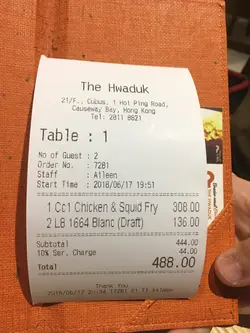 The Hwaduk
21/F., Cubus, 1 Hoi Ping Road,
Causeway Bay, Hong Kong
Tel: 2811 8821
Table : 1
No of Guest : 2
Order No. : 7281
Staff : Aileen
Start Time : 2018/06/17 19:51
1 Cc1 Chicken & Squid Fry 308.00
2 LB 1664 Blanc (Draft) 136.00
Subtotal 444.00
10% Ser. Charge 44.00
Total 488.00
Thank You